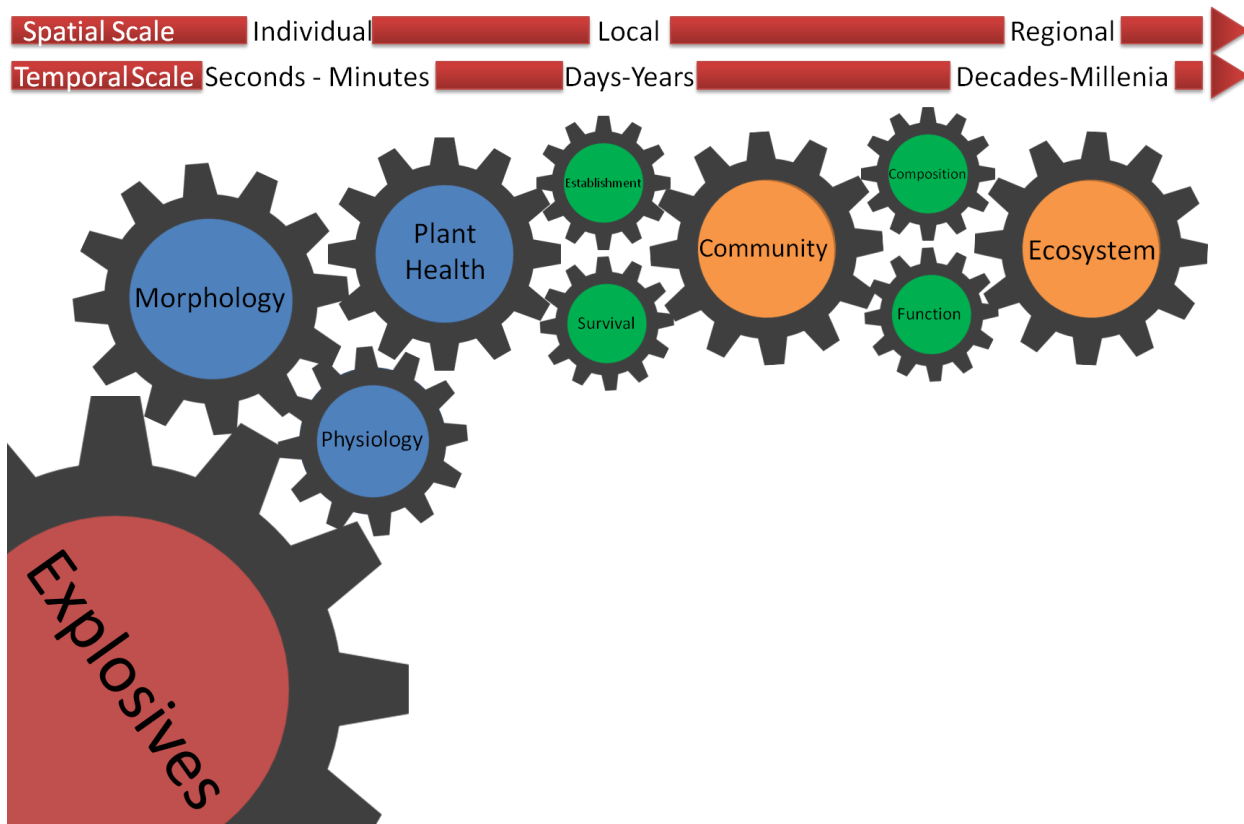 Spatial Scale Individual Local Regional
Temporal Scale Seconds - Minutes Days-Years Decades-Millenia
Morphology
Plant
Health
Physiology
Establishment
Survival
Community
Composition
Function
Ecosystem
Explosives